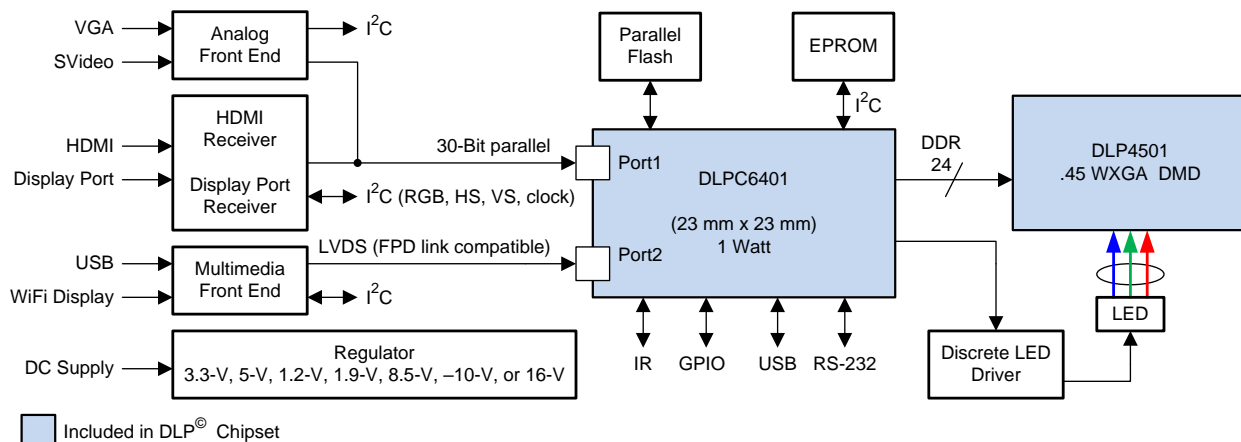 VGA
SVideo
Analog
Front End
I²C
Parallel
Flash
EPROM
I²C
HDMI
Display Port
HDMI
Receiver
Display Port
Receiver
30-Bit parallel
I²C (RGB, HS, VS, clock)
Port1
DLPC6401
(23 mm x 23 mm)
1 Watt
Port2
DDR
24
DLP4501
.45 WXGA DMD
USB
WiFi Display
Multimedia
Front End
LVDS (FPD link compatible)
I²C
IR
GPIO
USB
RS-232
LED
Discrete LED
Driver
DC Supply
Regulator
3.3-V, 5-V, 1.2-V, 1.9-V, 8.5-V, –10-V, or 16-V
Included in DLP© Chipset